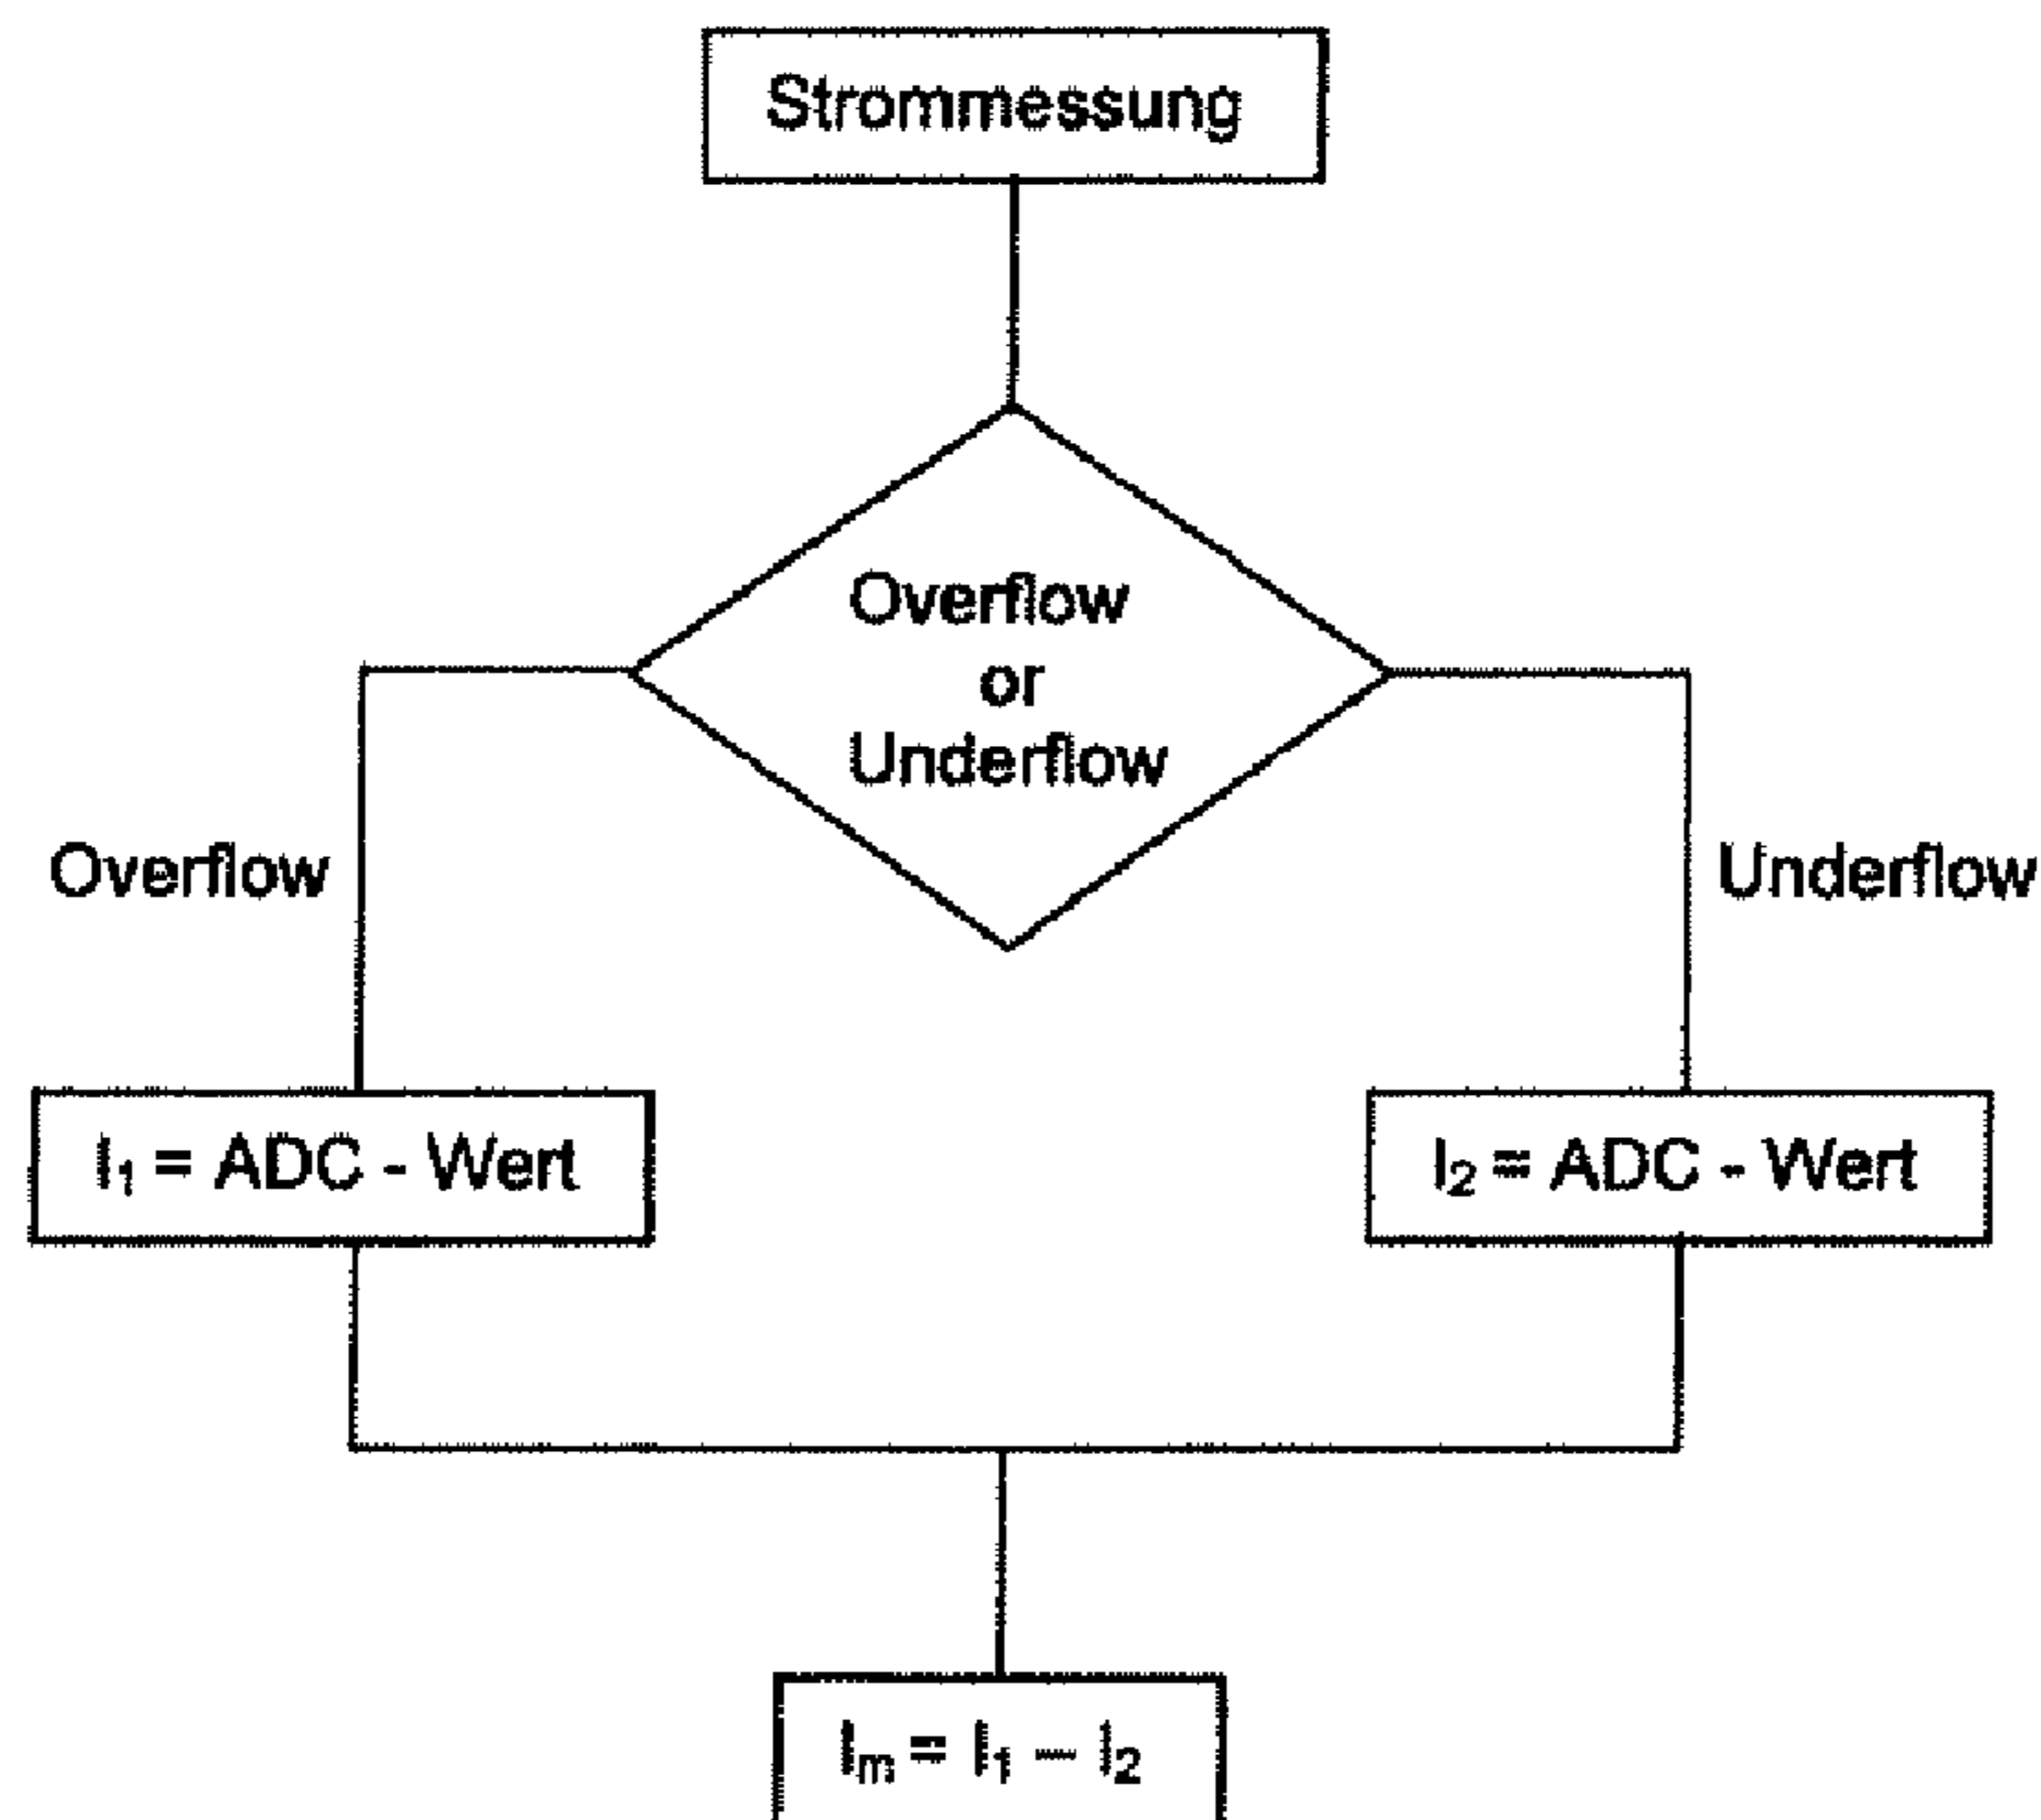 Strommessung
Overflow
or
Underflow
Overflow
Underflow
I₁ = ADC - Wert
I₂ = ADC - Wert
Iₘ = I₁ – I₂